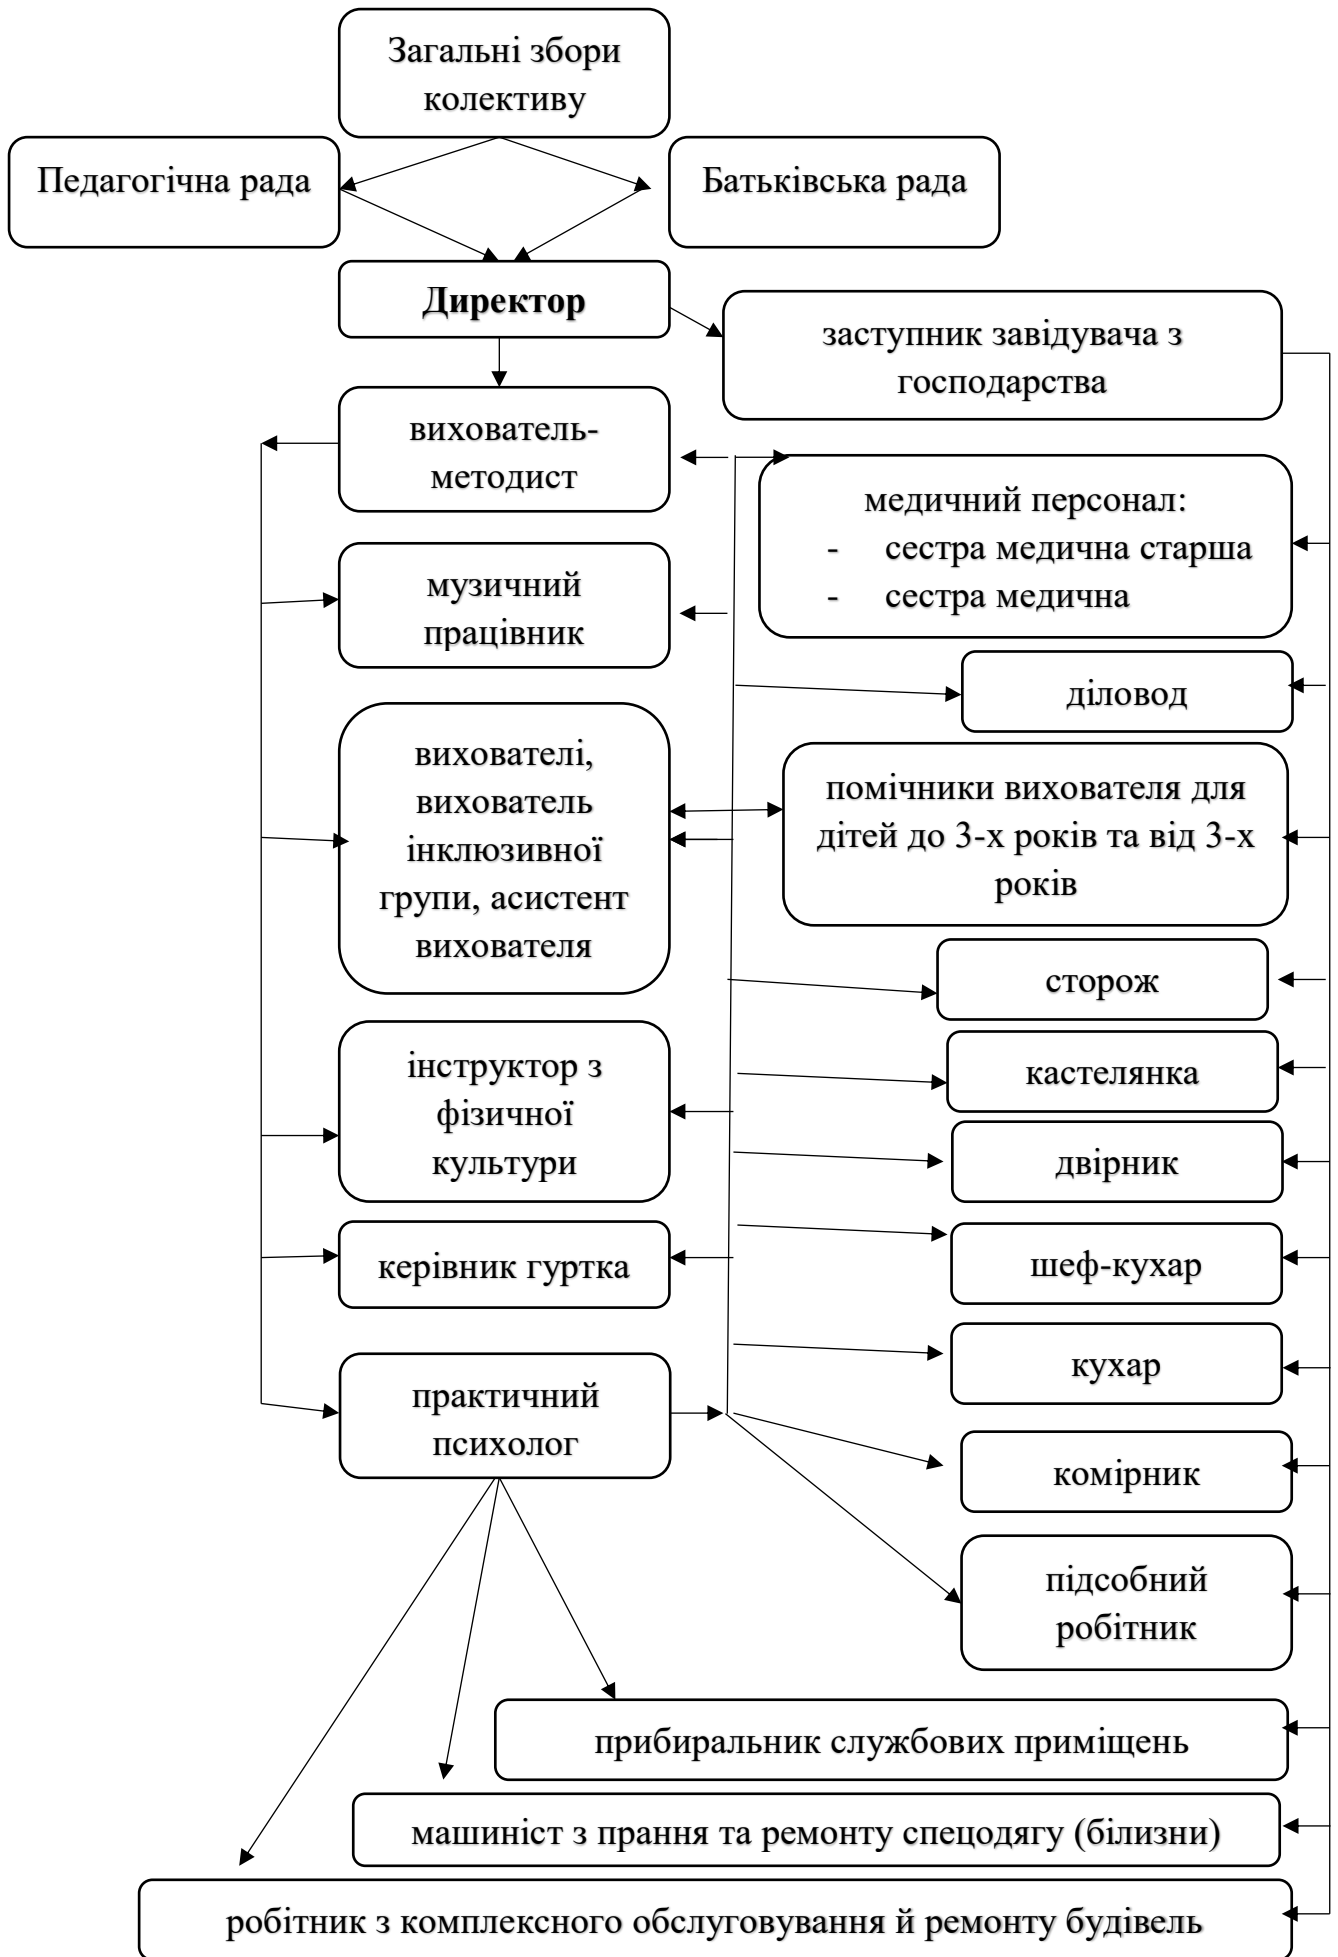 Загальні збори
колективу
Педагогічна рада
Батьківська рада
Директор
заступник завідувача з
господарства
вихователь-
методист
медичний персонал:
- сестра медична старша
- сестра медична
музичний
працівник
діловод
вихователі,
вихователь
інклюзивної
групи, асистент
вихователя
помічники вихователя для
дітей до 3-х років та від 3-х
років
сторож
інструктор з
фізичної
культури
кастелянка
двірник
керівник гуртка
шеф-кухар
кухар
практичний
психолог
комірник
підсобний
робітник
прибиральник службових приміщень
машиніст з прання та ремонту спецодягу (білизни)
робітник з комплексного обслуговування й ремонту будівель